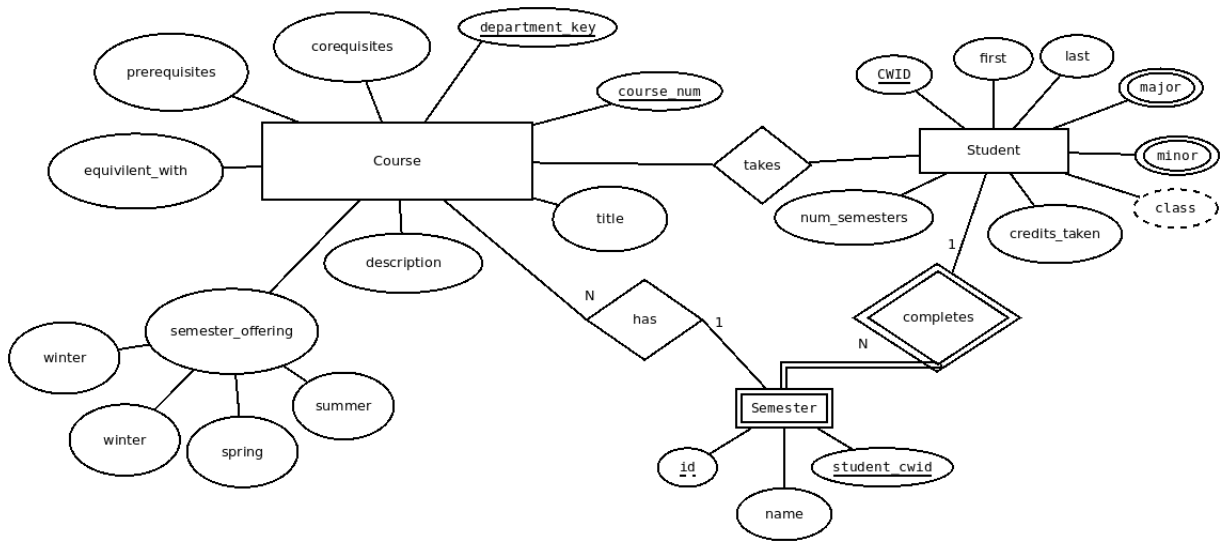 department_key
corequisites
prerequisites
course_num
equivilent_with
Course
title
description
semester_offering
winter
winter
spring
summer
takes
CWID
first
last
major
minor
class
Student
num_semesters
credits_taken
1
completes
N
N
has
1
Semester
id
name
student_cwid